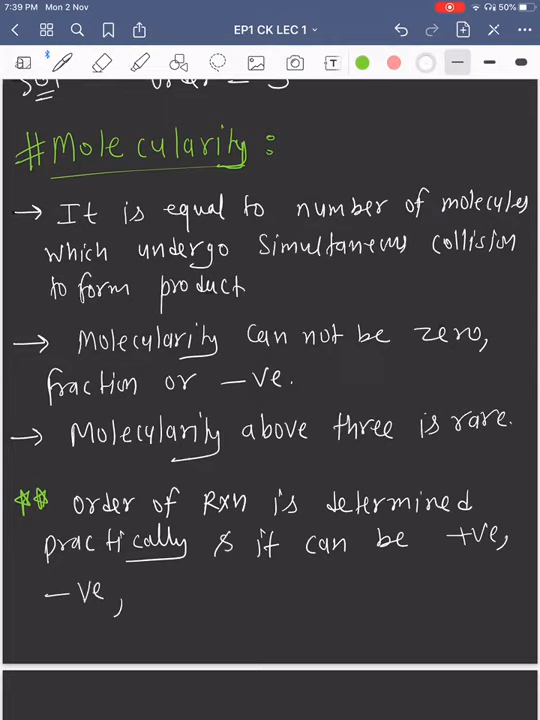 7:39 PM Mon 2 Nov
50%
EP1 CK LEC 1
order = 3
#Molecularity:
→ It is equal to number of molecules
which undergo simultaneous collision
to form product
→ Molecularity can not be zero,
fraction or -ve.
→ Molecularity above three is rare.
** order of Rxn is determined
practically & it can be +ve,
-ve,